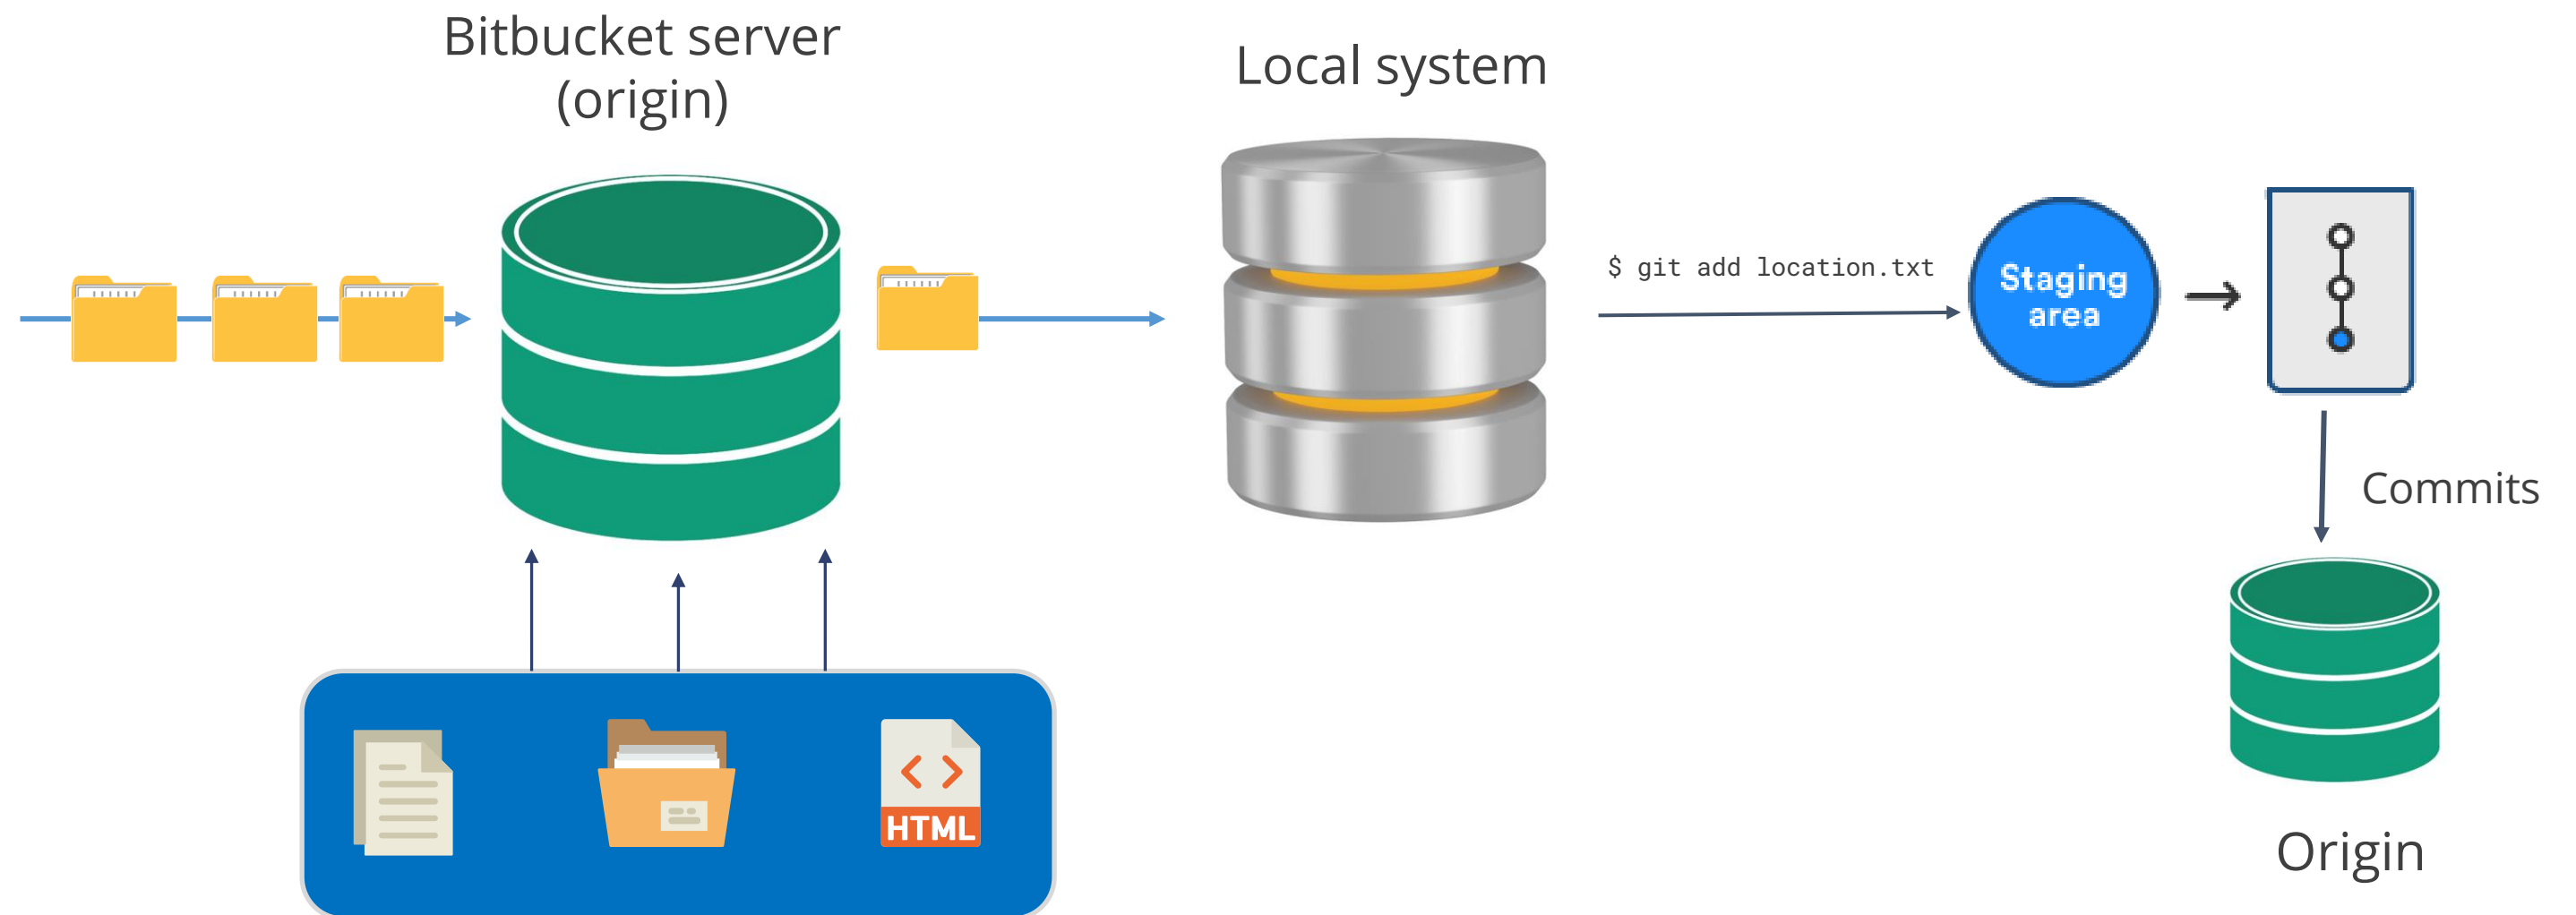 Bitbucket server
(origin)
Local system
$ git add location.txt
Staging
area
Commits
HTML
Origin